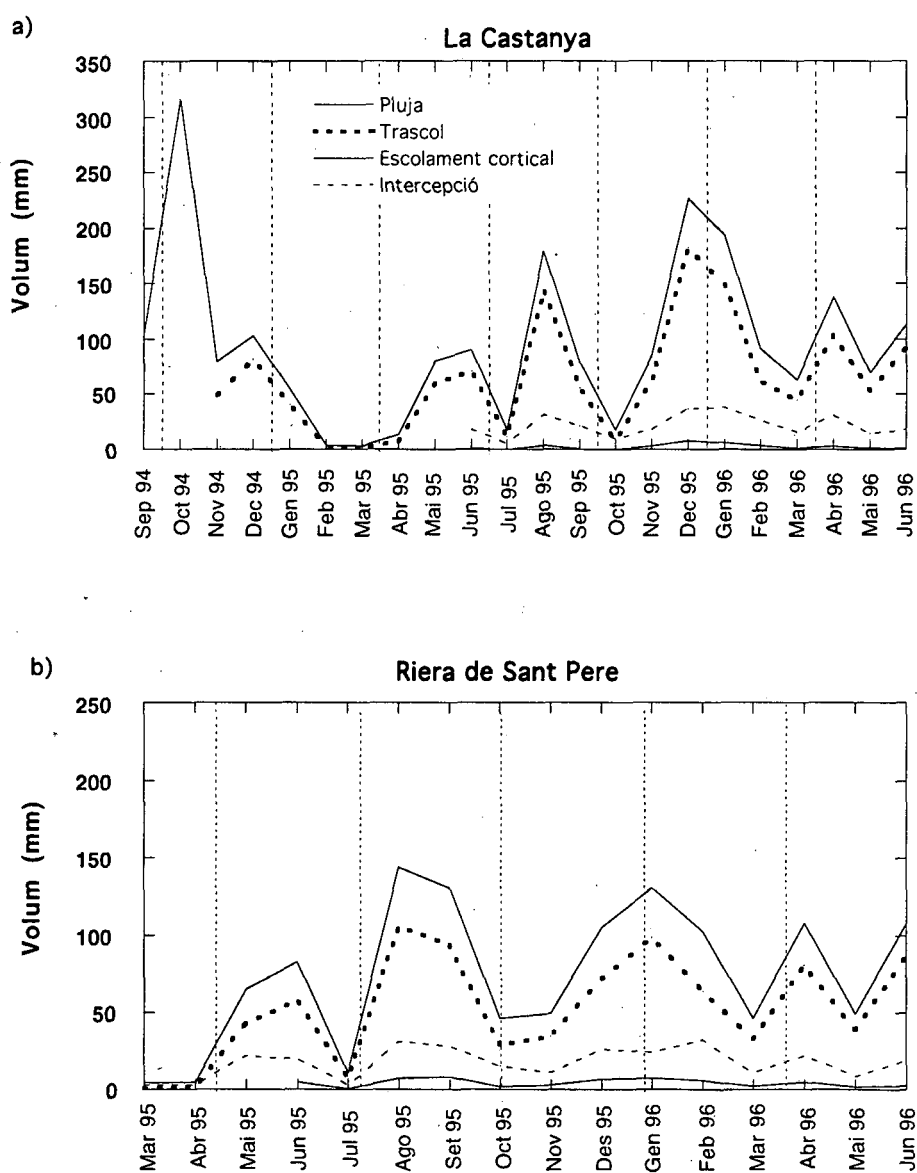 a)
La Castanya
350
300
250
200
150
100
50
0
Volum (mm)
Pluja
Trascol
Escolament cortical
Intercepció
Sep 94
Oct 94
Nov 94
Dec 94
Gen 95
Feb 95
Mar 95
Abr 95
Mai 95
Jun 95
Jul 95
Ago 95
Sep 95
Oct 95
Nov 95
Dec 95
Gen 96
Feb 96
Mar 96
Abr 96
Mai 96
Jun 96
b)
Riera de Sant Pere
250
200
150
100
50
0
Volum (mm)
Mar 95
Abr 95
Mai 95
Jun 95
Jul 95
Ago 95
Set 95
Oct 95
Nov 95
Des 95
Gen 96
Feb 96
Mar 96
Abr 96
Mai 96
Jun 96